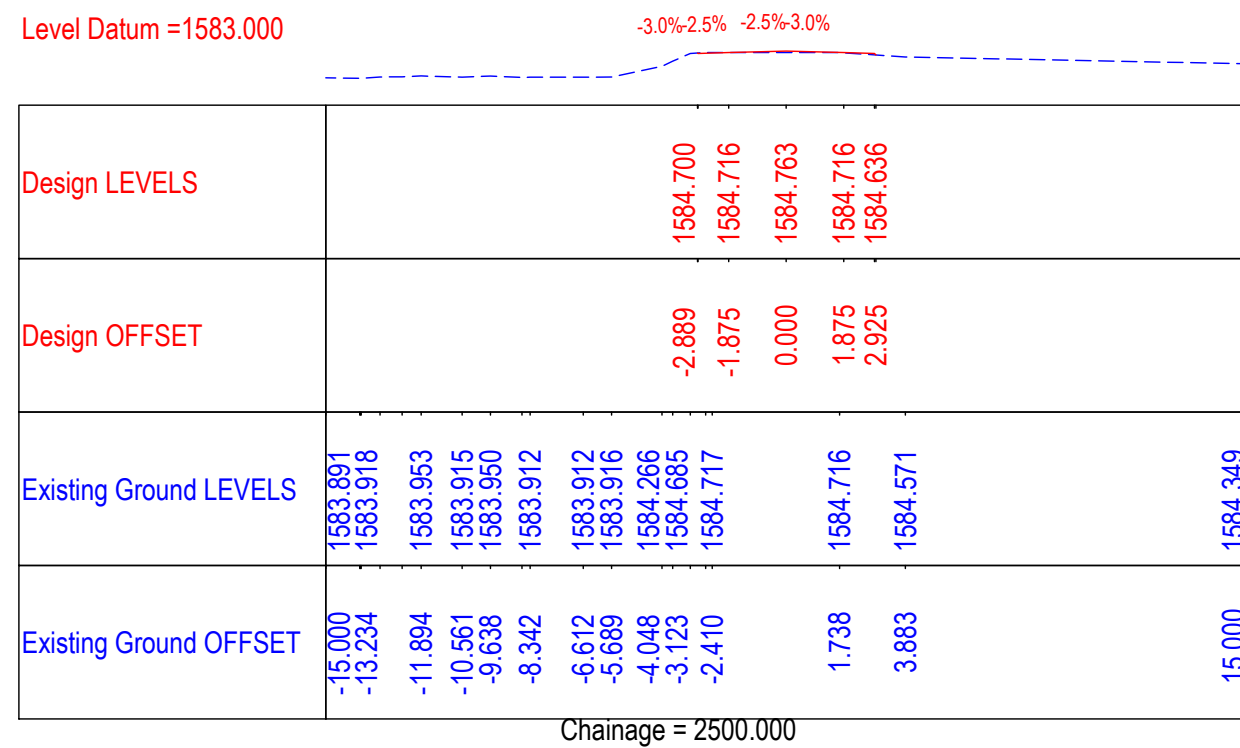 Level Datum =1583.000
-3.0%-2.5% -2.5%-3.0%
Design LEVELS 1584.700 1584.716 1584.763 1584.716 1584.636
Design OFFSET -2.889 -1.875 0.000 1.875 2.925
Existing Ground LEVELS 1583.891 1583.918 1583.953 1583.915 1583.950 1583.912 1583.912 1583.916 1584.266 1584.685 1584.717 1584.716 1584.571 1584.349
Existing Ground OFFSET -15.000 -13.234 -11.894 -10.561 -9.638 -8.342 -6.612 -5.689 -4.048 -3.123 -2.410 1.738 3.883 15.000
Chainage = 2500.000